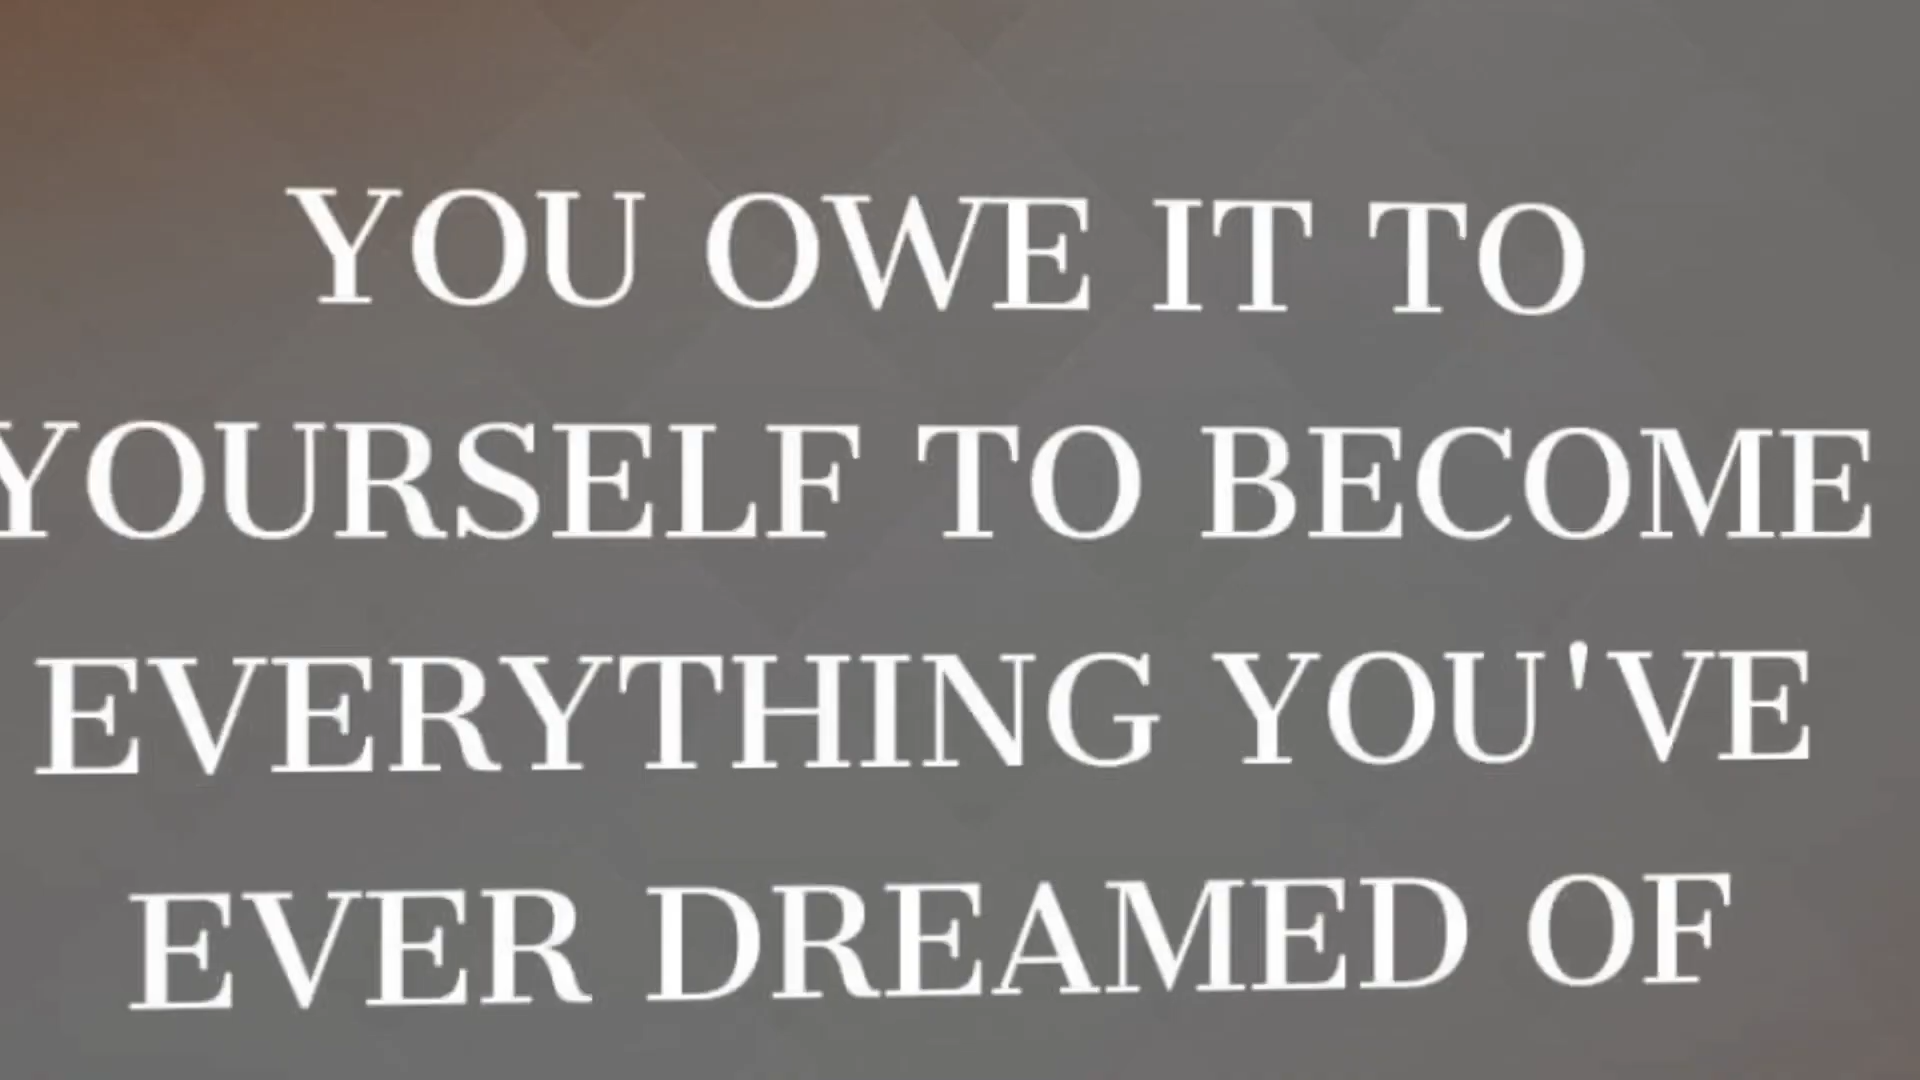 YOU OWE IT TO
YOURSELF TO BECOME
EVERYTHING YOU'VE
EVER DREAMED OF